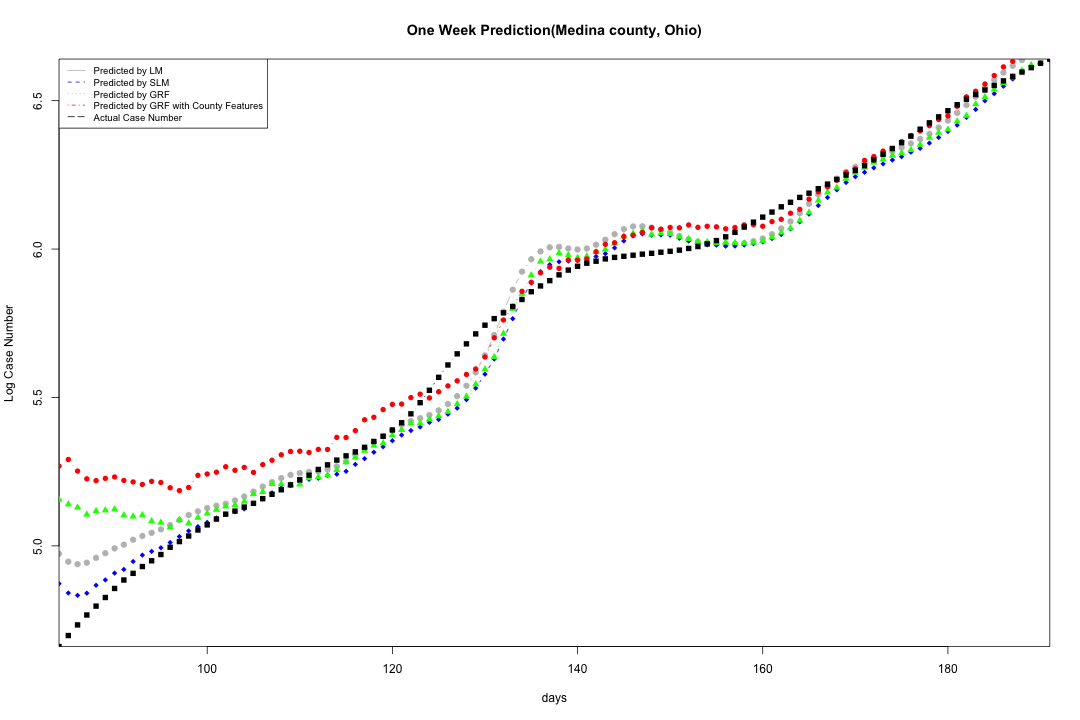 One Week Prediction(Medina county, Ohio)
Predicted by LM
Predicted by SLM
Predicted by GRF
Predicted by GRF with County Features
Actual Case Number
6.5
6.0
5.5
5.0
Log Case Number
100 120 140 160 180
days